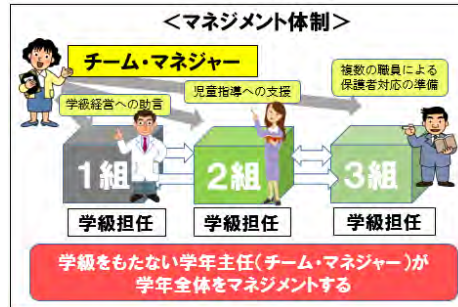 ＜マネジメント体制＞
チーム・マネジャー
学級経営への助言
児童指導への支援
複数の職員による
保護者対応の準備
1組
2組
3組
学級担任
学級担任
学級担任
学級をもたない学年主任（チーム・マネジャー）が
学年全体をマネジメントする